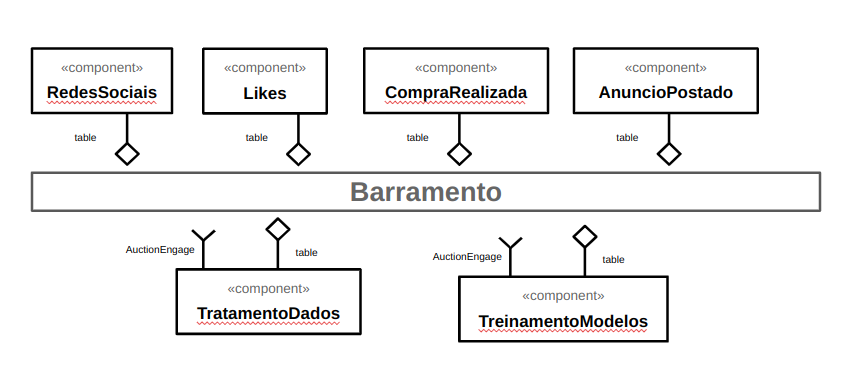 «component»
RedesSociais
«component»
Likes
«component»
CompraRealizada
«component»
AnuncioPostado
table
table
table
table
Barramento
AuctionEngage
table
AuctionEngage
table
«component»
TratamentoDados
«component»
TreinamentoModelos